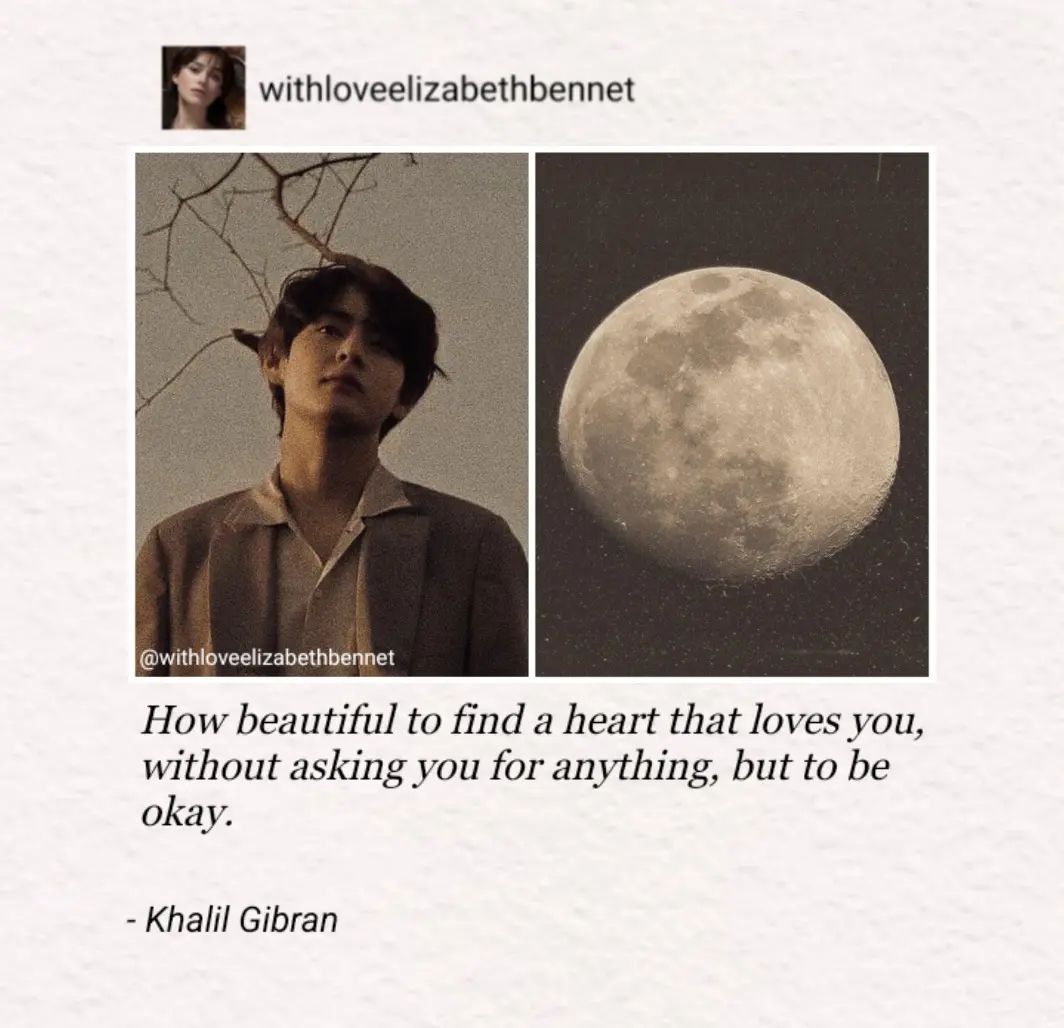 withloveelizabethbennet
@withloveelizabethbennet
How beautiful to find a heart that loves you,
without asking you for anything, but to be
okay.
- Khalil Gibran